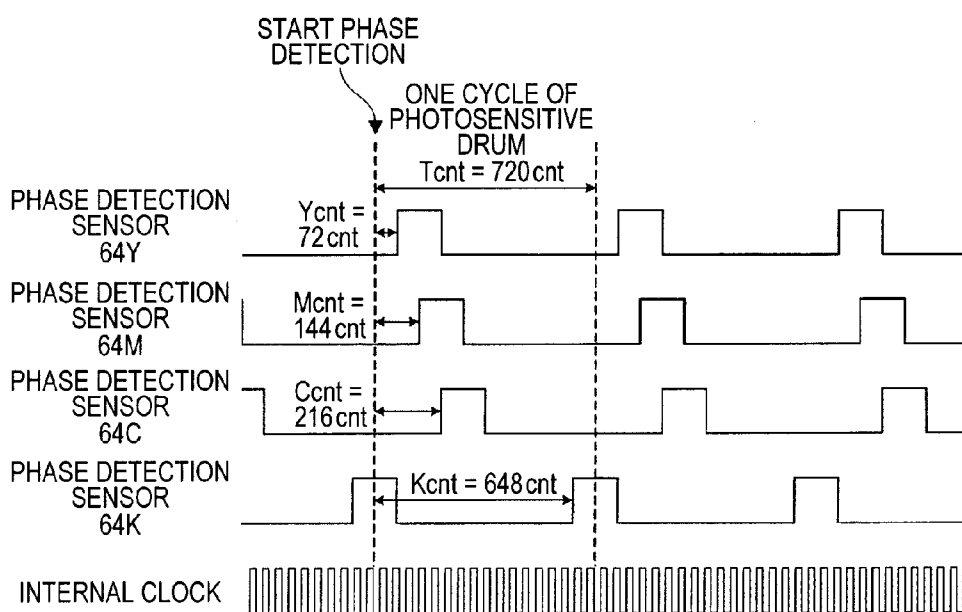 START PHASE
DETECTION
ONE CYCLE OF
PHOTOSENSITIVE
DRUM
Tcnt = 720cnt
PHASE DETECTION
SENSOR
64Y
Ycnt =
72cnt
PHASE DETECTION
SENSOR
64M
Mcnt =
144cnt
PHASE DETECTION
SENSOR
64C
Ccnt =
216cnt
PHASE DETECTION
SENSOR
64K
Kcnt = 648cnt
INTERNAL CLOCK